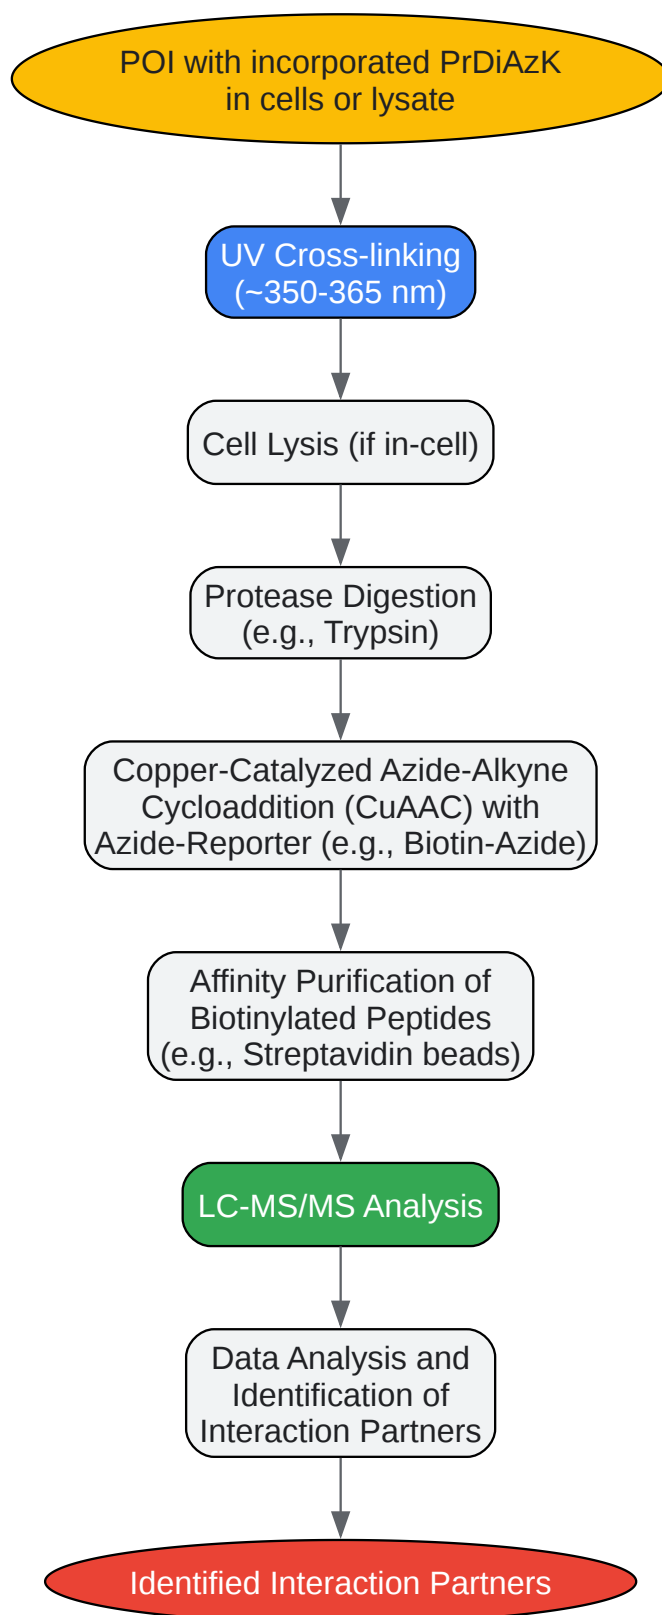 POI with incorporated PrDiAzK
in cells or lysate
UV Cross-linking
(~350-365 nm)
Cell Lysis (if in-cell)
Protease Digestion
(e.g., Trypsin)
Copper-Catalyzed Azide-Alkyne
Cycloaddition (CuAAC) with
Azide-Reporter (e.g., Biotin-Azide)
Affinity Purification of
Biotinylated Peptides
(e.g., Streptavidin beads)
LC-MS/MS Analysis
Data Analysis and
Identification of
Interaction Partners
Identified Interaction Partners